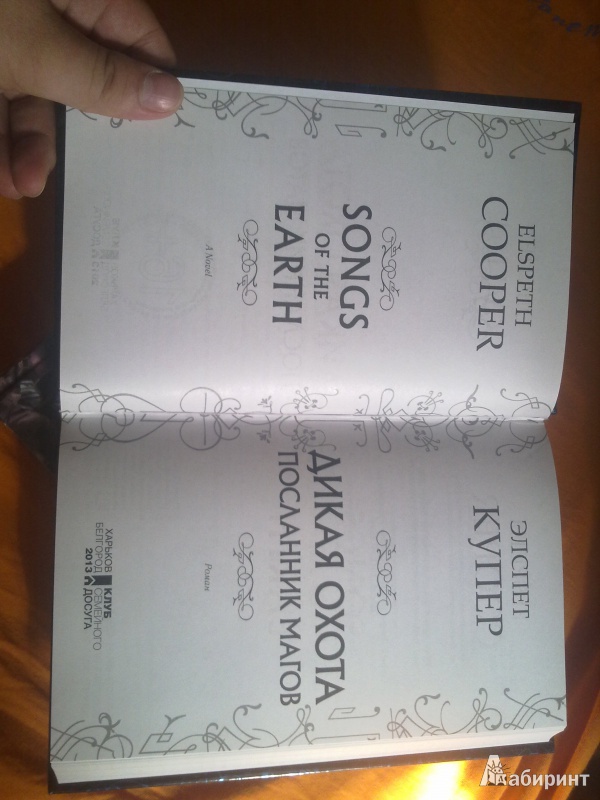 ELSPETH
COOPER
SONGS
OF THE
EARTH
A Novel
ЭЛСПЕТ
КУПЕР
ДИКАЯ ОХОТА
ПОСЛАННИК МАГОВ
Роман
ХАРЬКОВ КЛУБ
БЕЛГОРОД СЕМЕЙНОГО
2013 ДОСУГА
Лабиринт